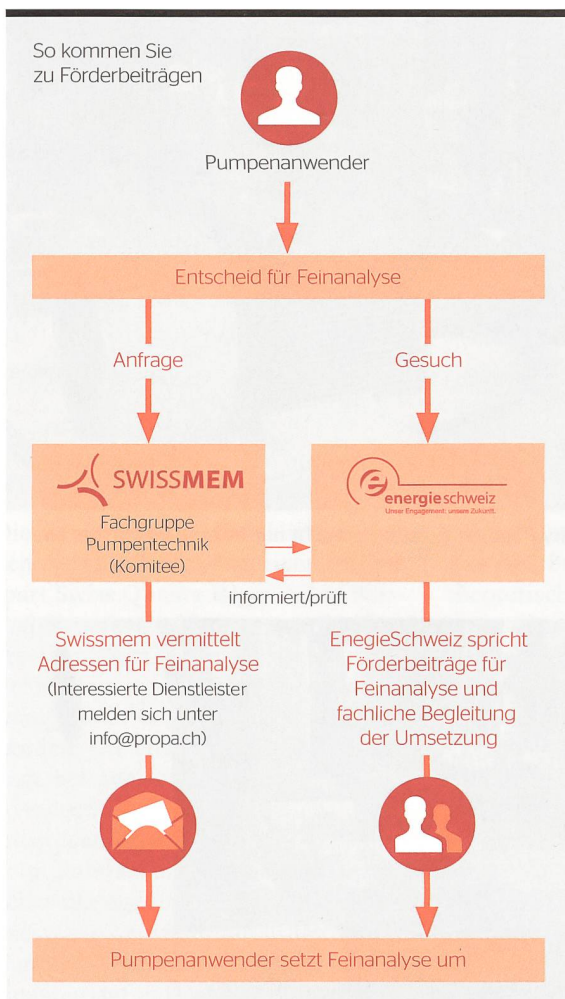 So kommen Sie
zu Förderbeiträgen
Pumpenanwender
Entscheid für Feinanalyse
Anfrage
Gesuch
SWISSMEM
Fachgruppe
Pumpentechnik
(Komitee)
energieschweiz
Unser Engagement: unsere Zukunft.
informiert/prüft
Swissmem vermittelt
Adressen für Feinanalyse
(Interessierte Dienstleister
melden sich unter
info@propa.ch)
EnegieSchweiz spricht
Förderbeiträge für
Feinanalyse und
fachliche Begleitung
der Umsetzung
Pumpenanwender setzt Feinanalyse um